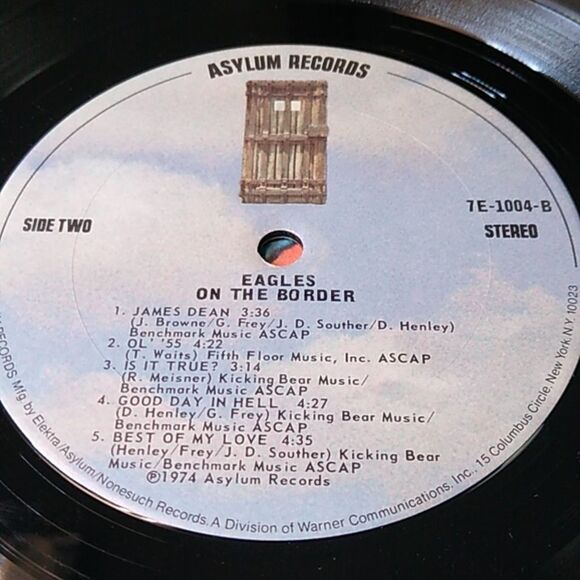 ASYLUM RECORDS
7E-1004-B
SIDE TWO
STEREO
EAGLES
ON THE BORDER
1. JAMES DEAN 3:36
(J. Browne/G. Frey/J. D. Souther/D. Henley)
Benchmark Music ASCAP
2. OL' '55 4:22
(T. Waits) Fifth Floor Music, Inc. ASCAP
3. IS IT TRUE? 3:14
(R. Meisner) Kicking Bear Music/
Benchmark Music ASCAP
4. GOOD DAY IN HELL 4:27
(D. Henley/G. Frey) Kicking Bear Music/
Benchmark Music ASCAP
5. BEST OF MY LOVE 4:35
(Henley/Frey/J. D. Souther) Kicking Bear
Music/Benchmark Music ASCAP
℗1974 Asylum Records
RECORDS Mfg. by Elektra/Asylum/Nonesuch Records. A Division of Warner Communications, Inc., 15 Columbus Circle, New York N.Y. 10023